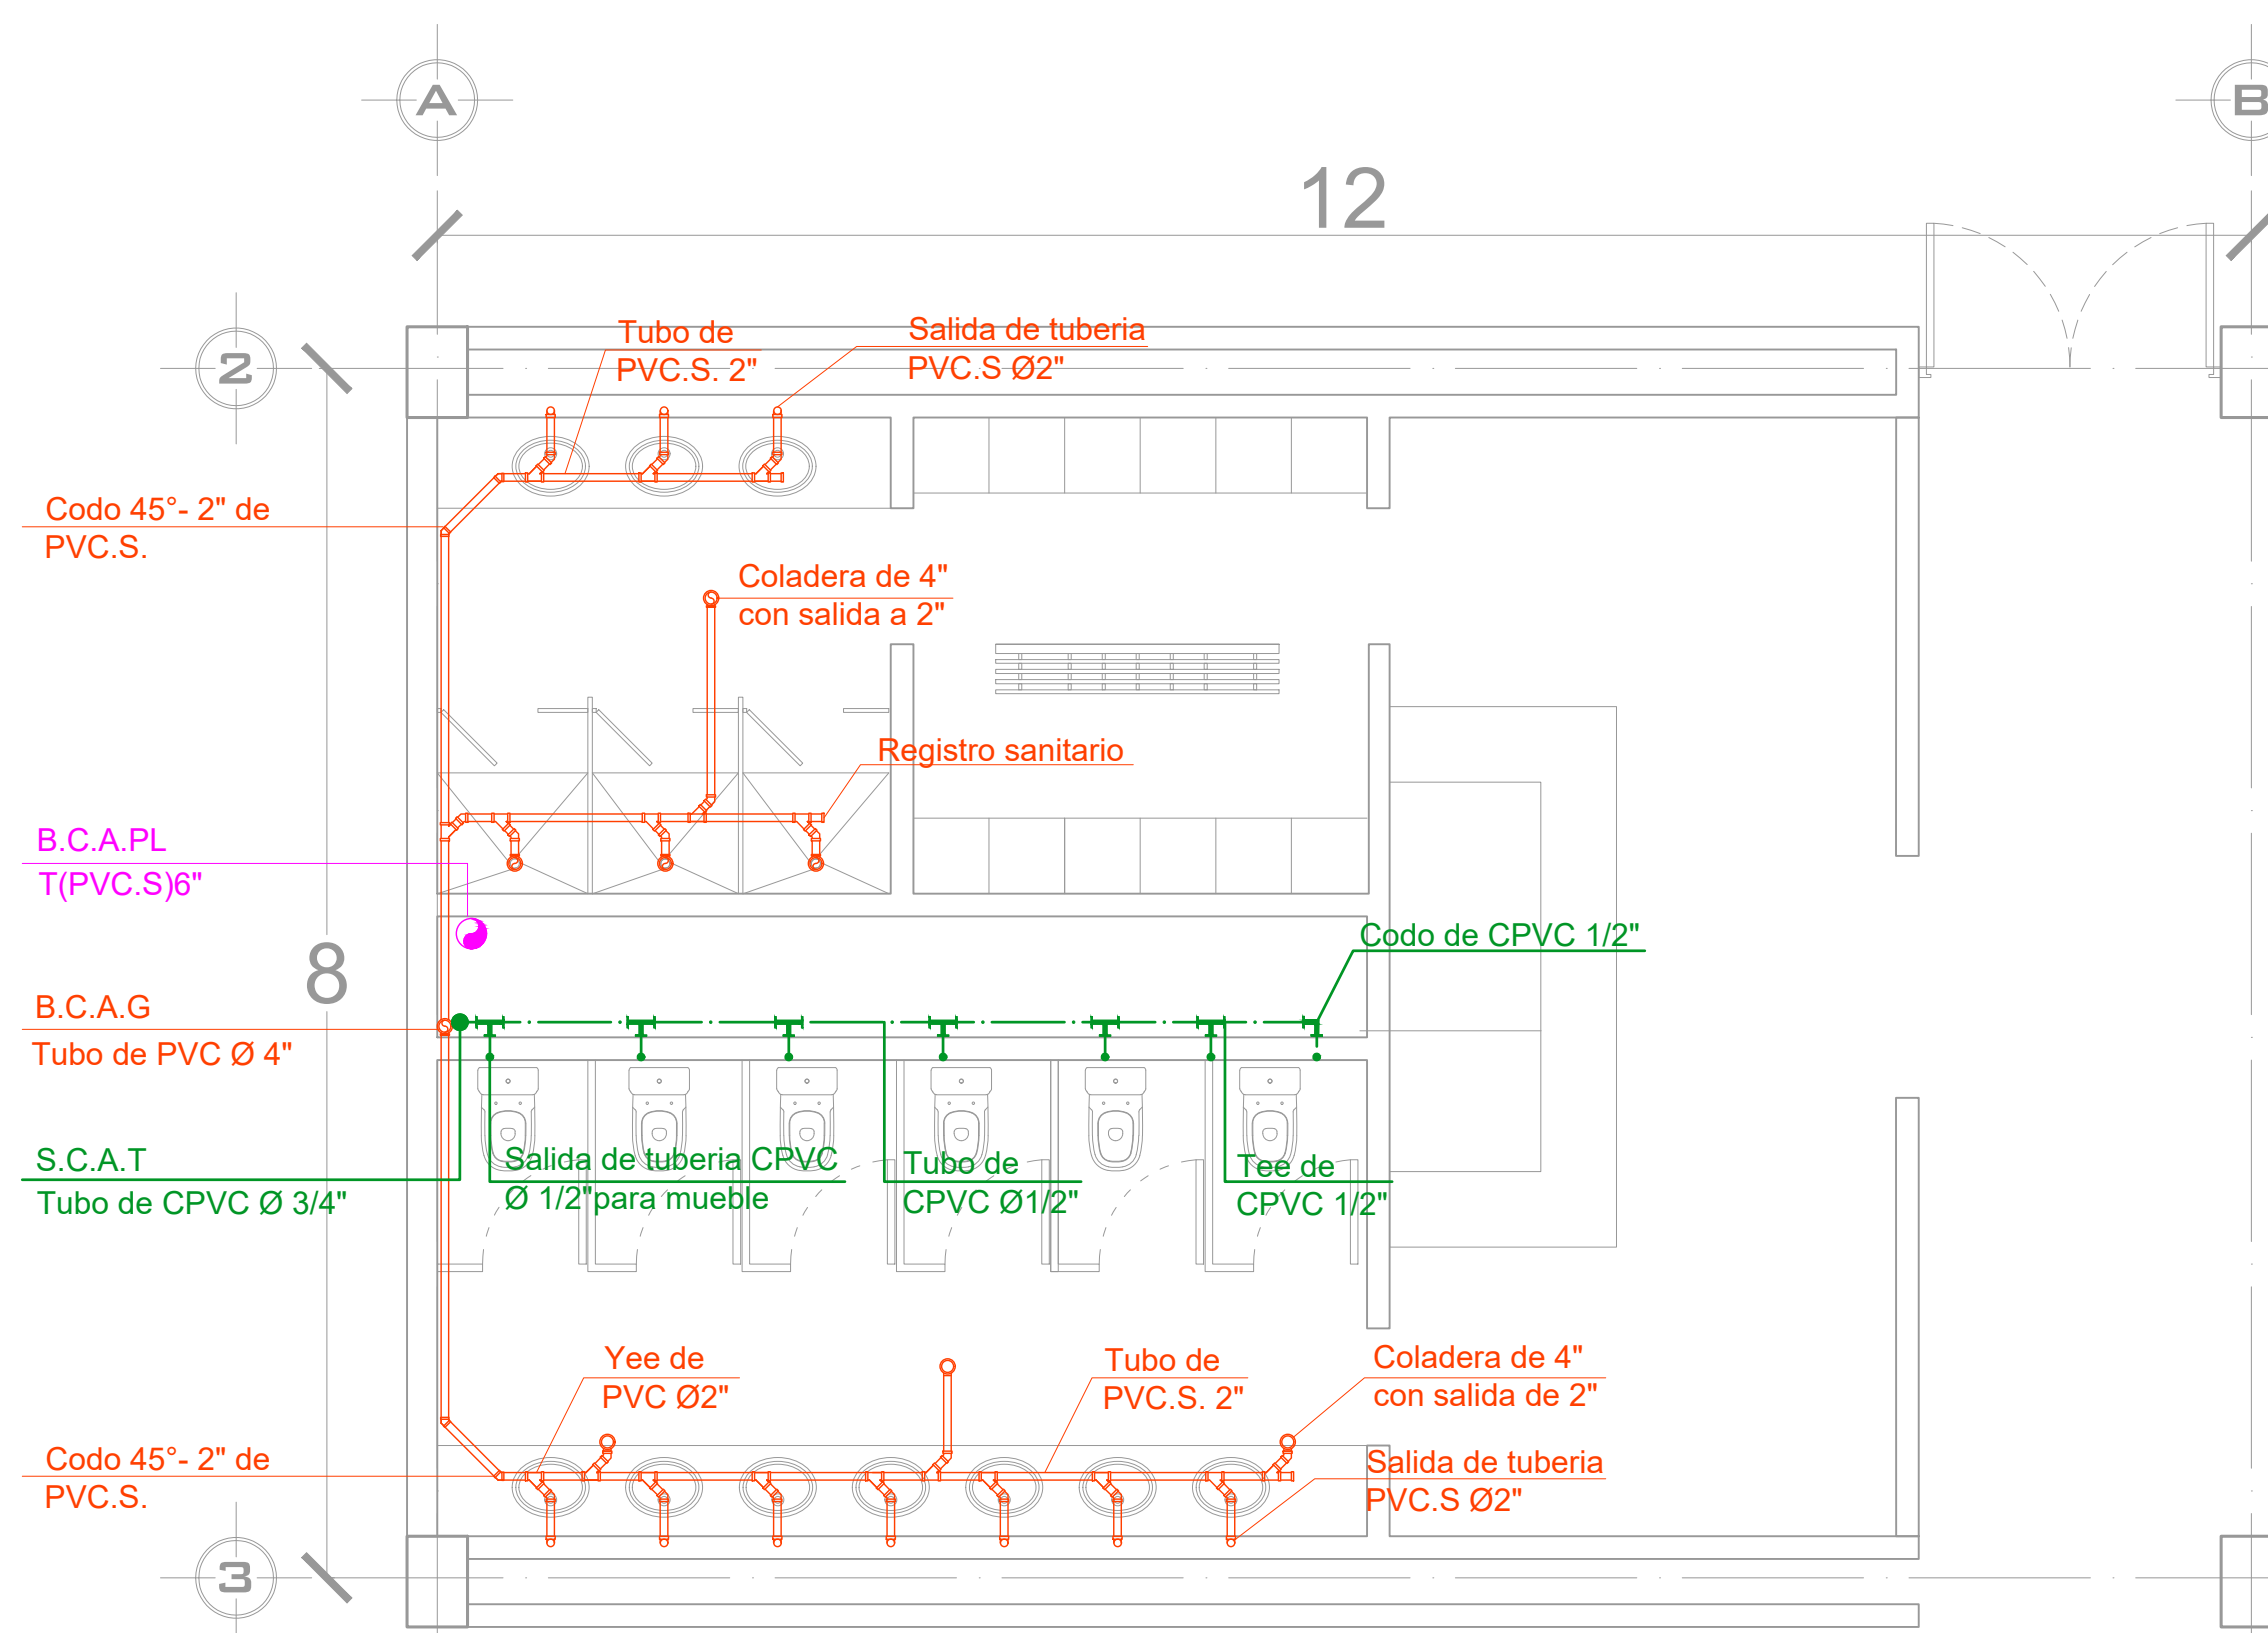 A
B
12
2
Tubo de
PVC.S. 2"
Salida de tuberia
PVC.S Ø2"
Codo 45°- 2" de
PVC.S.
Coladera de 4"
con salida a 2"
Registro sanitario
B.C.A.PL
T(PVC.S)6"
8
Codo de CPVC 1/2"
B.C.A.G
Tubo de PVC Ø 4"
S.C.A.T
Tubo de CPVC Ø 3/4"
Salida de tuberia CPVC
Ø 1/2"para mueble
Tubo de
CPVC Ø1/2"
Tee de
CPVC 1/2"
Yee de
PVC Ø2"
Tubo de
PVC.S. 2"
Coladera de 4"
con salida de 2"
Codo 45°- 2" de
PVC.S.
Salida de tuberia
PVC.S Ø2"
3